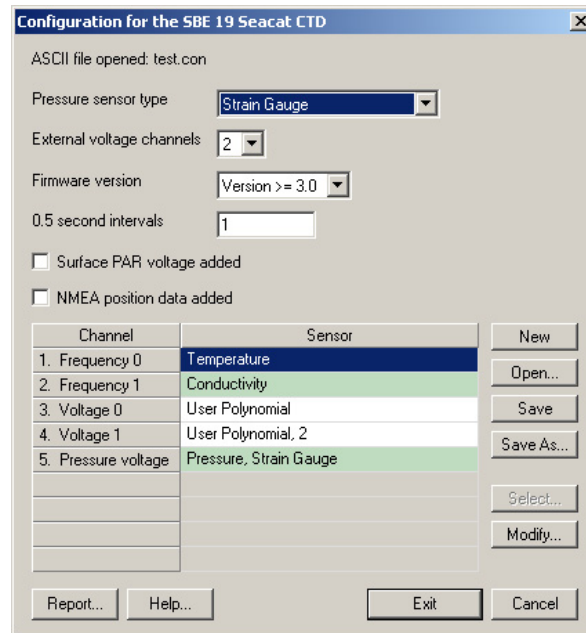 Configuration for the SBE 19 Seacat CTD
ASCII file opened: test.con
Pressure sensor type Strain Gauge
External voltage channels 2
Firmware version Version >= 3.0
0.5 second intervals 1
Surface PAR voltage added
NMEA position data added
Channel Sensor New
1. Frequency 0 Temperature
Open...
2. Frequency 1 Conductivity
3. Voltage 0 User Polynomial Save
4. Voltage 1 User Polynomial, 2
Save As...
5. Pressure voltage Pressure, Strain Gauge
Select...
Modify...
Report... Help... Exit Cancel